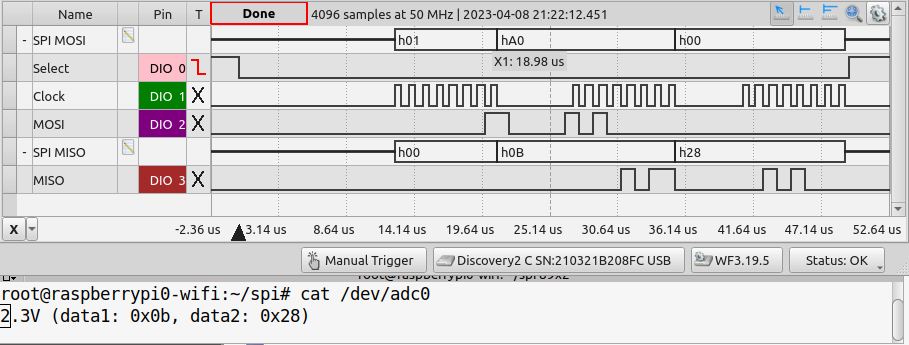 Name Pin T Done 4096 samples at 50 MHz | 2023-04-08 21:22:12.451
- SPI MOSI h01 hA0 h00
Select DIO 0 X1: 18.98 us
Clock DIO 1 X
MOSI DIO 2 X
- SPI MISO h00 h0B h28
MISO DIO 3 X
X -2.36 us 3.14 us 8.64 us 14.14 us 19.64 us 25.14 us 30.64 us 36.14 us 41.64 us 47.14 us 52.64 us
Manual Trigger Discovery2 C SN:210321B208FC USB WF3.19.5 Status: OK
root@raspberrypi0-wifi:~/spi# cat /dev/adc0
2.3V (data1: 0x0b, data2: 0x28)